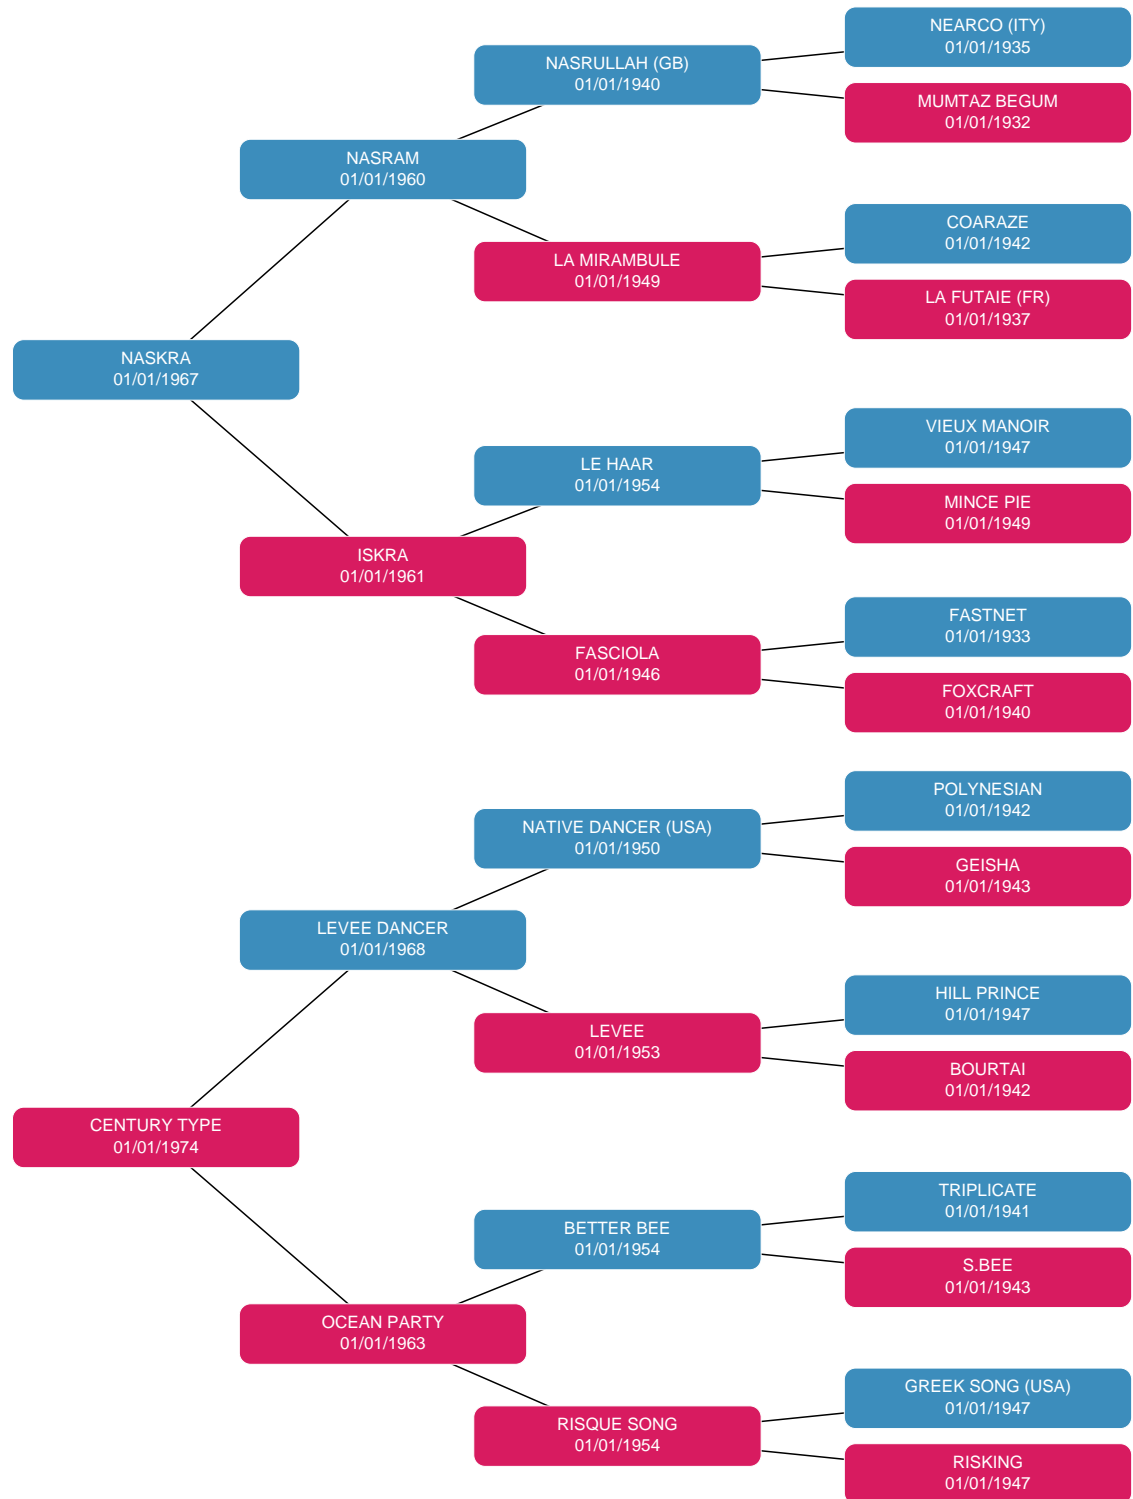 NEARCO (ITY)
01/01/1935
NASRULLAH (GB)
01/01/1940
MUMTAZ BEGUM
01/01/1932
NASRAM
01/01/1960
COARAZE
01/01/1942
LA MIRAMBULE
01/01/1949
LA FUTAIE (FR)
01/01/1937
NASKRA
01/01/1967
VIEUX MANOIR
01/01/1947
LE HAAR
01/01/1954
MINCE PIE
01/01/1949
ISKRA
01/01/1961
FASTNET
01/01/1933
FASCIOLA
01/01/1946
FOXCRAFT
01/01/1940
POLYNESIAN
01/01/1942
NATIVE DANCER (USA)
01/01/1950
GEISHA
01/01/1943
LEVEE DANCER
01/01/1968
HILL PRINCE
01/01/1947
LEVEE
01/01/1953
BOURTAI
01/01/1942
CENTURY TYPE
01/01/1974
TRIPLICATE
01/01/1941
BETTER BEE
01/01/1954
S.BEE
01/01/1943
OCEAN PARTY
01/01/1963
GREEK SONG (USA)
01/01/1947
RISQUE SONG
01/01/1954
RISKING
01/01/1947